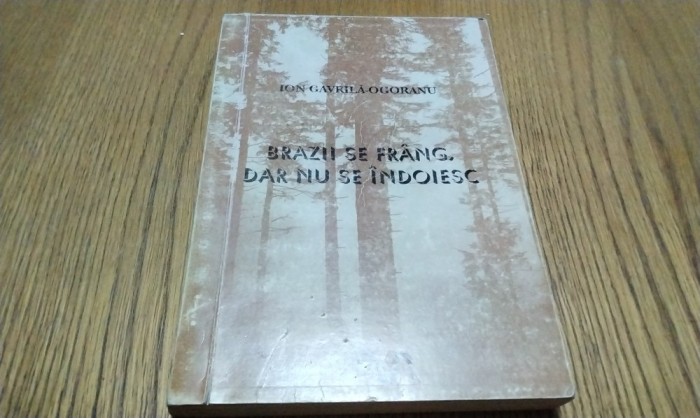 ION GAVRILĂ-OGORANU
BRAZII SE FRÂNG,
DAR NU SE ÎNDOIESC